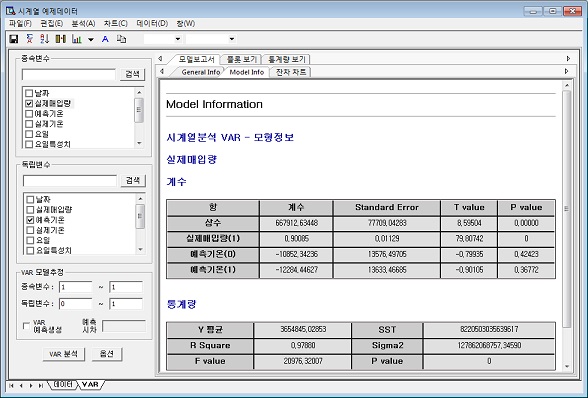 시계열 예제데이터
파일(F) 편집(E) 분석(A) 차트(C) 데이터(D) 창(W)
종속변수
검색
날짜
실제매입량
예측기온
실제기온
요일
요일특성치
독립변수
검색
날짜
실제매입량
예측기온
실제기온
요일
요일특성치
VAR 모델추정
종속변수: 1 ~ 1
독립변수: 0 ~ 1
VAR 예측생성 예측 시차
VAR 분석 옵션
모델보고서 플롯 보기 통계량 보기
General Info Model Info 잔차 차트
Model Information
시계열분석 VAR - 모형정보
실제매입량
계수
항 계수 Standard Error T value P value
상수 667912,63448 77709,04283 8,59504 0,00000
실제매입량(1) 0,90085 0,01129 79,80742 0
예측기온(0) -10852,34236 13576,49705 -0,79935 0,42423
예측기온(1) -12284,44627 13633,46685 -0,90105 0,36772
통계량
Y 평균 3654845,02853 SST 8220503035639617
R Square 0,97880 Sigma2 127862068757,34590
F value 20976,32007 P value 0
데이터 VAR